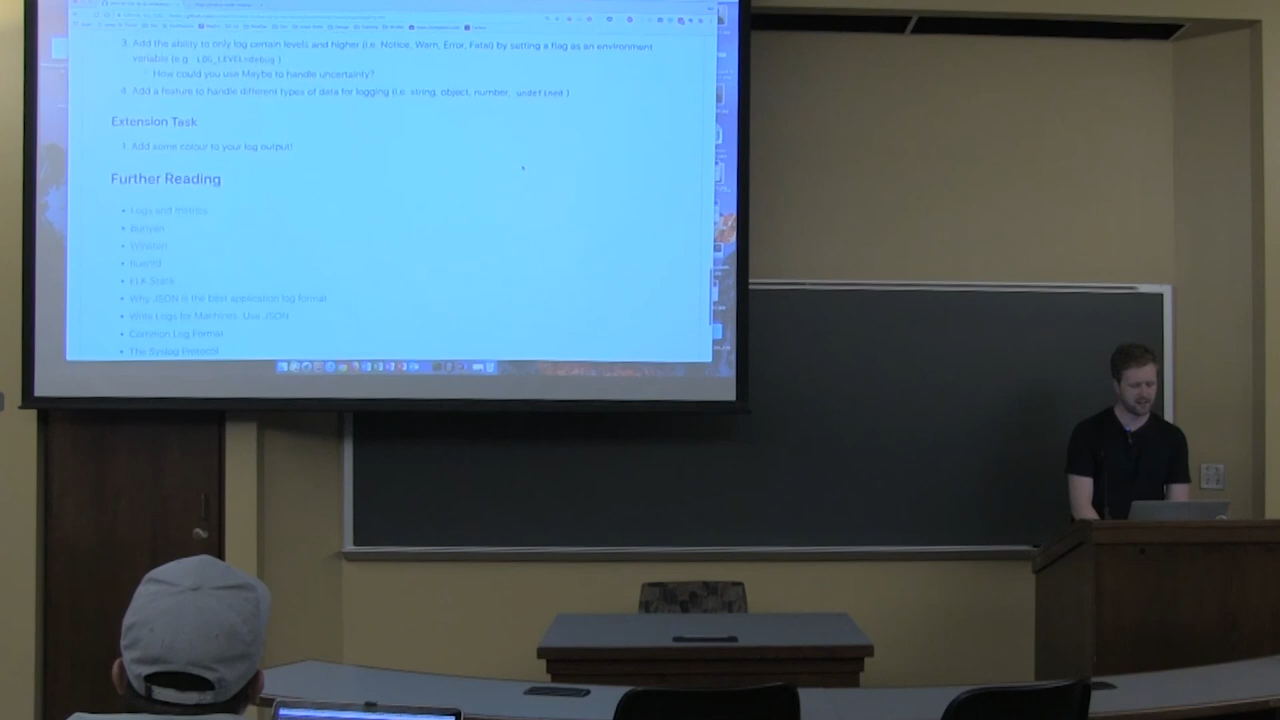 3. Add the ability to only log certain levels and higher (i.e. Notice, Warn, Error, Fatal) by setting a flag as an environment
variable (e.g. LOG_LEVEL=debug )
How could you use Maybe to handle uncertainty?
4. Add a feature to handle different types of data for logging (i.e. string, object, number, undefined )
Extension Task
1. Add some colour to your log output!
Further Reading
• Logs and metrics
• Bunyan
• Winston
• fluentd
• ELK Stack
• Why JSON is the best application log format
• Write Logs for Machines, Use JSON
• Common Log Format
• The Syslog Protocol